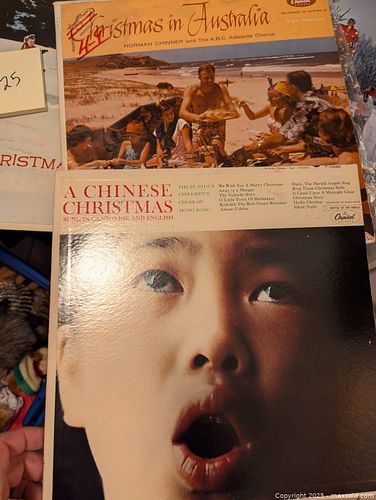 Christmas in Australia
Capitol
NORMAN CHINNER and The A.B.C. Adelaide Chorus
25
RISTMA
A CHINESE
CHRISTMAS
SUNG IN CANTONESE AND ENGLISH
THE ST. PAUL'S
CHILDREN'S
CHOIR OF
HONG KONG
We Wish You A Merry Christmas
Away In a Manger
The Yuletide Story
O Little Town Of Bethlehem
Rudolph The Red-Nosed Reindeer
Adeste Fideles
Hark, The Herald Angels Sing
Ring Those Christmas Bells
It Came Upon A Midnight Clear
Christmas Story
Silent Night
Capitol
Copyright 2025 - maxsold.com